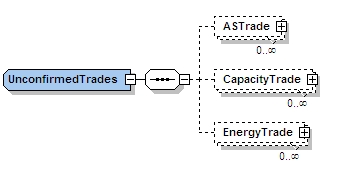 ASTrade
0..∞
UnconfirmedTrades
CapacityTrade
0..∞
EnergyTrade
0..∞